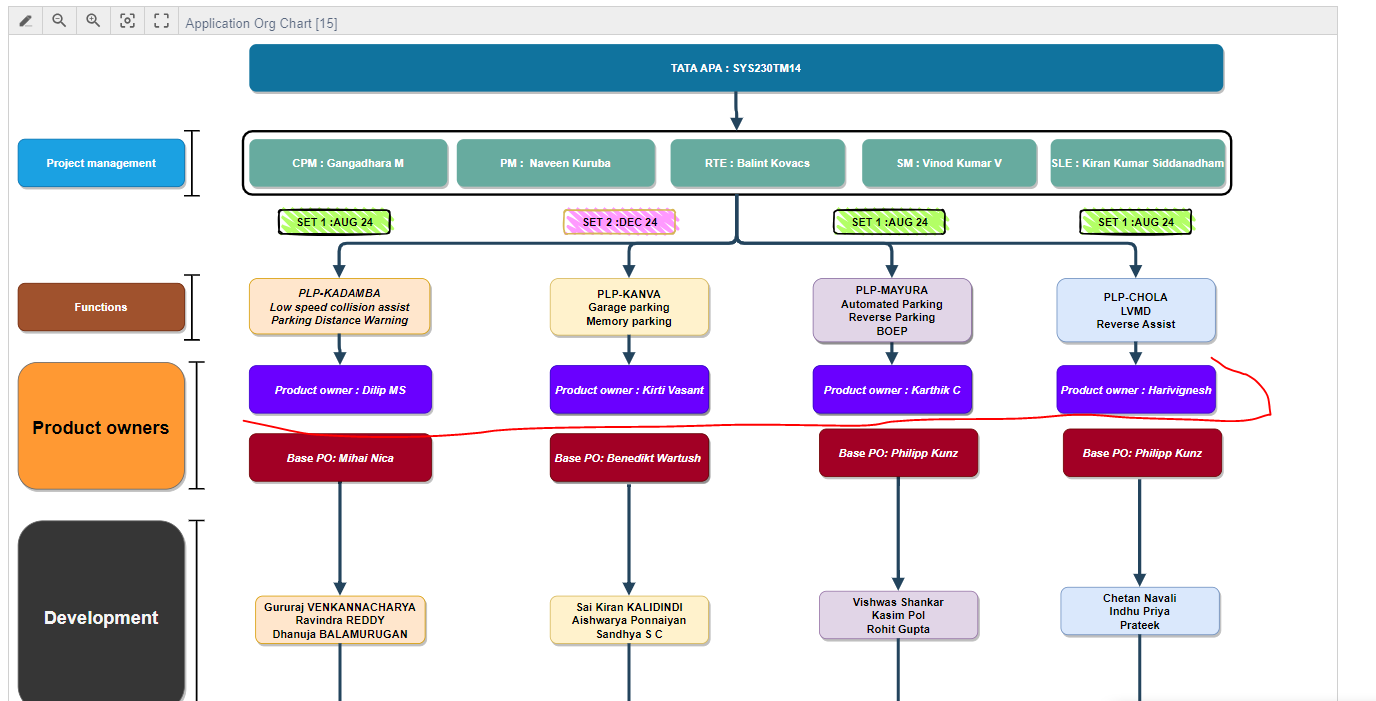 Application Org Chart [15]
TATA APA : SYS230TM14
Project management
CPM : Gangadhara M
PM :  Naveen Kuruba
RTE : Balint Kovacs
SM : Vinod Kumar V
SLE : Kiran Kumar Siddanadham
SET 1 :AUG 24
SET 2 :DEC 24
SET 1 :AUG 24
SET 1 :AUG 24
Functions
PLP-KADAMBA
Low speed collision assist
Parking Distance Warning
PLP-KANVA
Garage parking
Memory parking
PLP-MAYURA
Automated Parking
Reverse Parking
BOEP
PLP-CHOLA
LVMD
Reverse Assist
Product owners
Product owner : Dilip MS
Product owner : Kirti Vasant
Product owner : Karthik C
Product owner : Harivignesh
Base PO: Mihai Nica
Base PO: Benedikt Wartush
Base PO: Philipp Kunz
Base PO: Philipp Kunz
Development
Gururaj VENKANNACHARYA
Ravindra REDDY
Dhanuja BALAMURUGAN
Sai Kiran KALIDINDI
Aishwarya Ponnaiyan
Sandhya S C
Vishwas Shankar
Kasim Pol
Rohit Gupta
Chetan Navali
Indhu Priya
Prateek